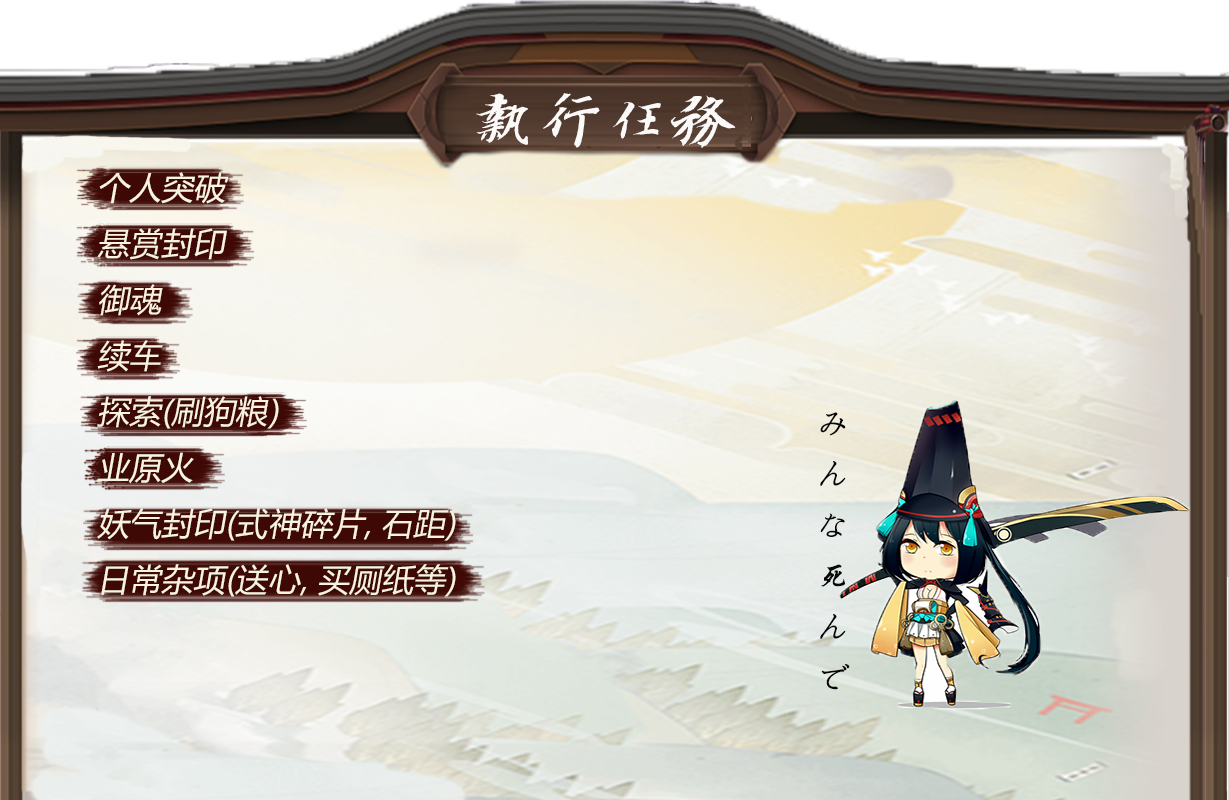 執行任務
个人突破
悬赏封印
御魂
续车
探索(刷狗粮)
业原火
妖气封印(式神碎片, 石距)
日常杂项(送心, 买厕纸等)
みんな死んで